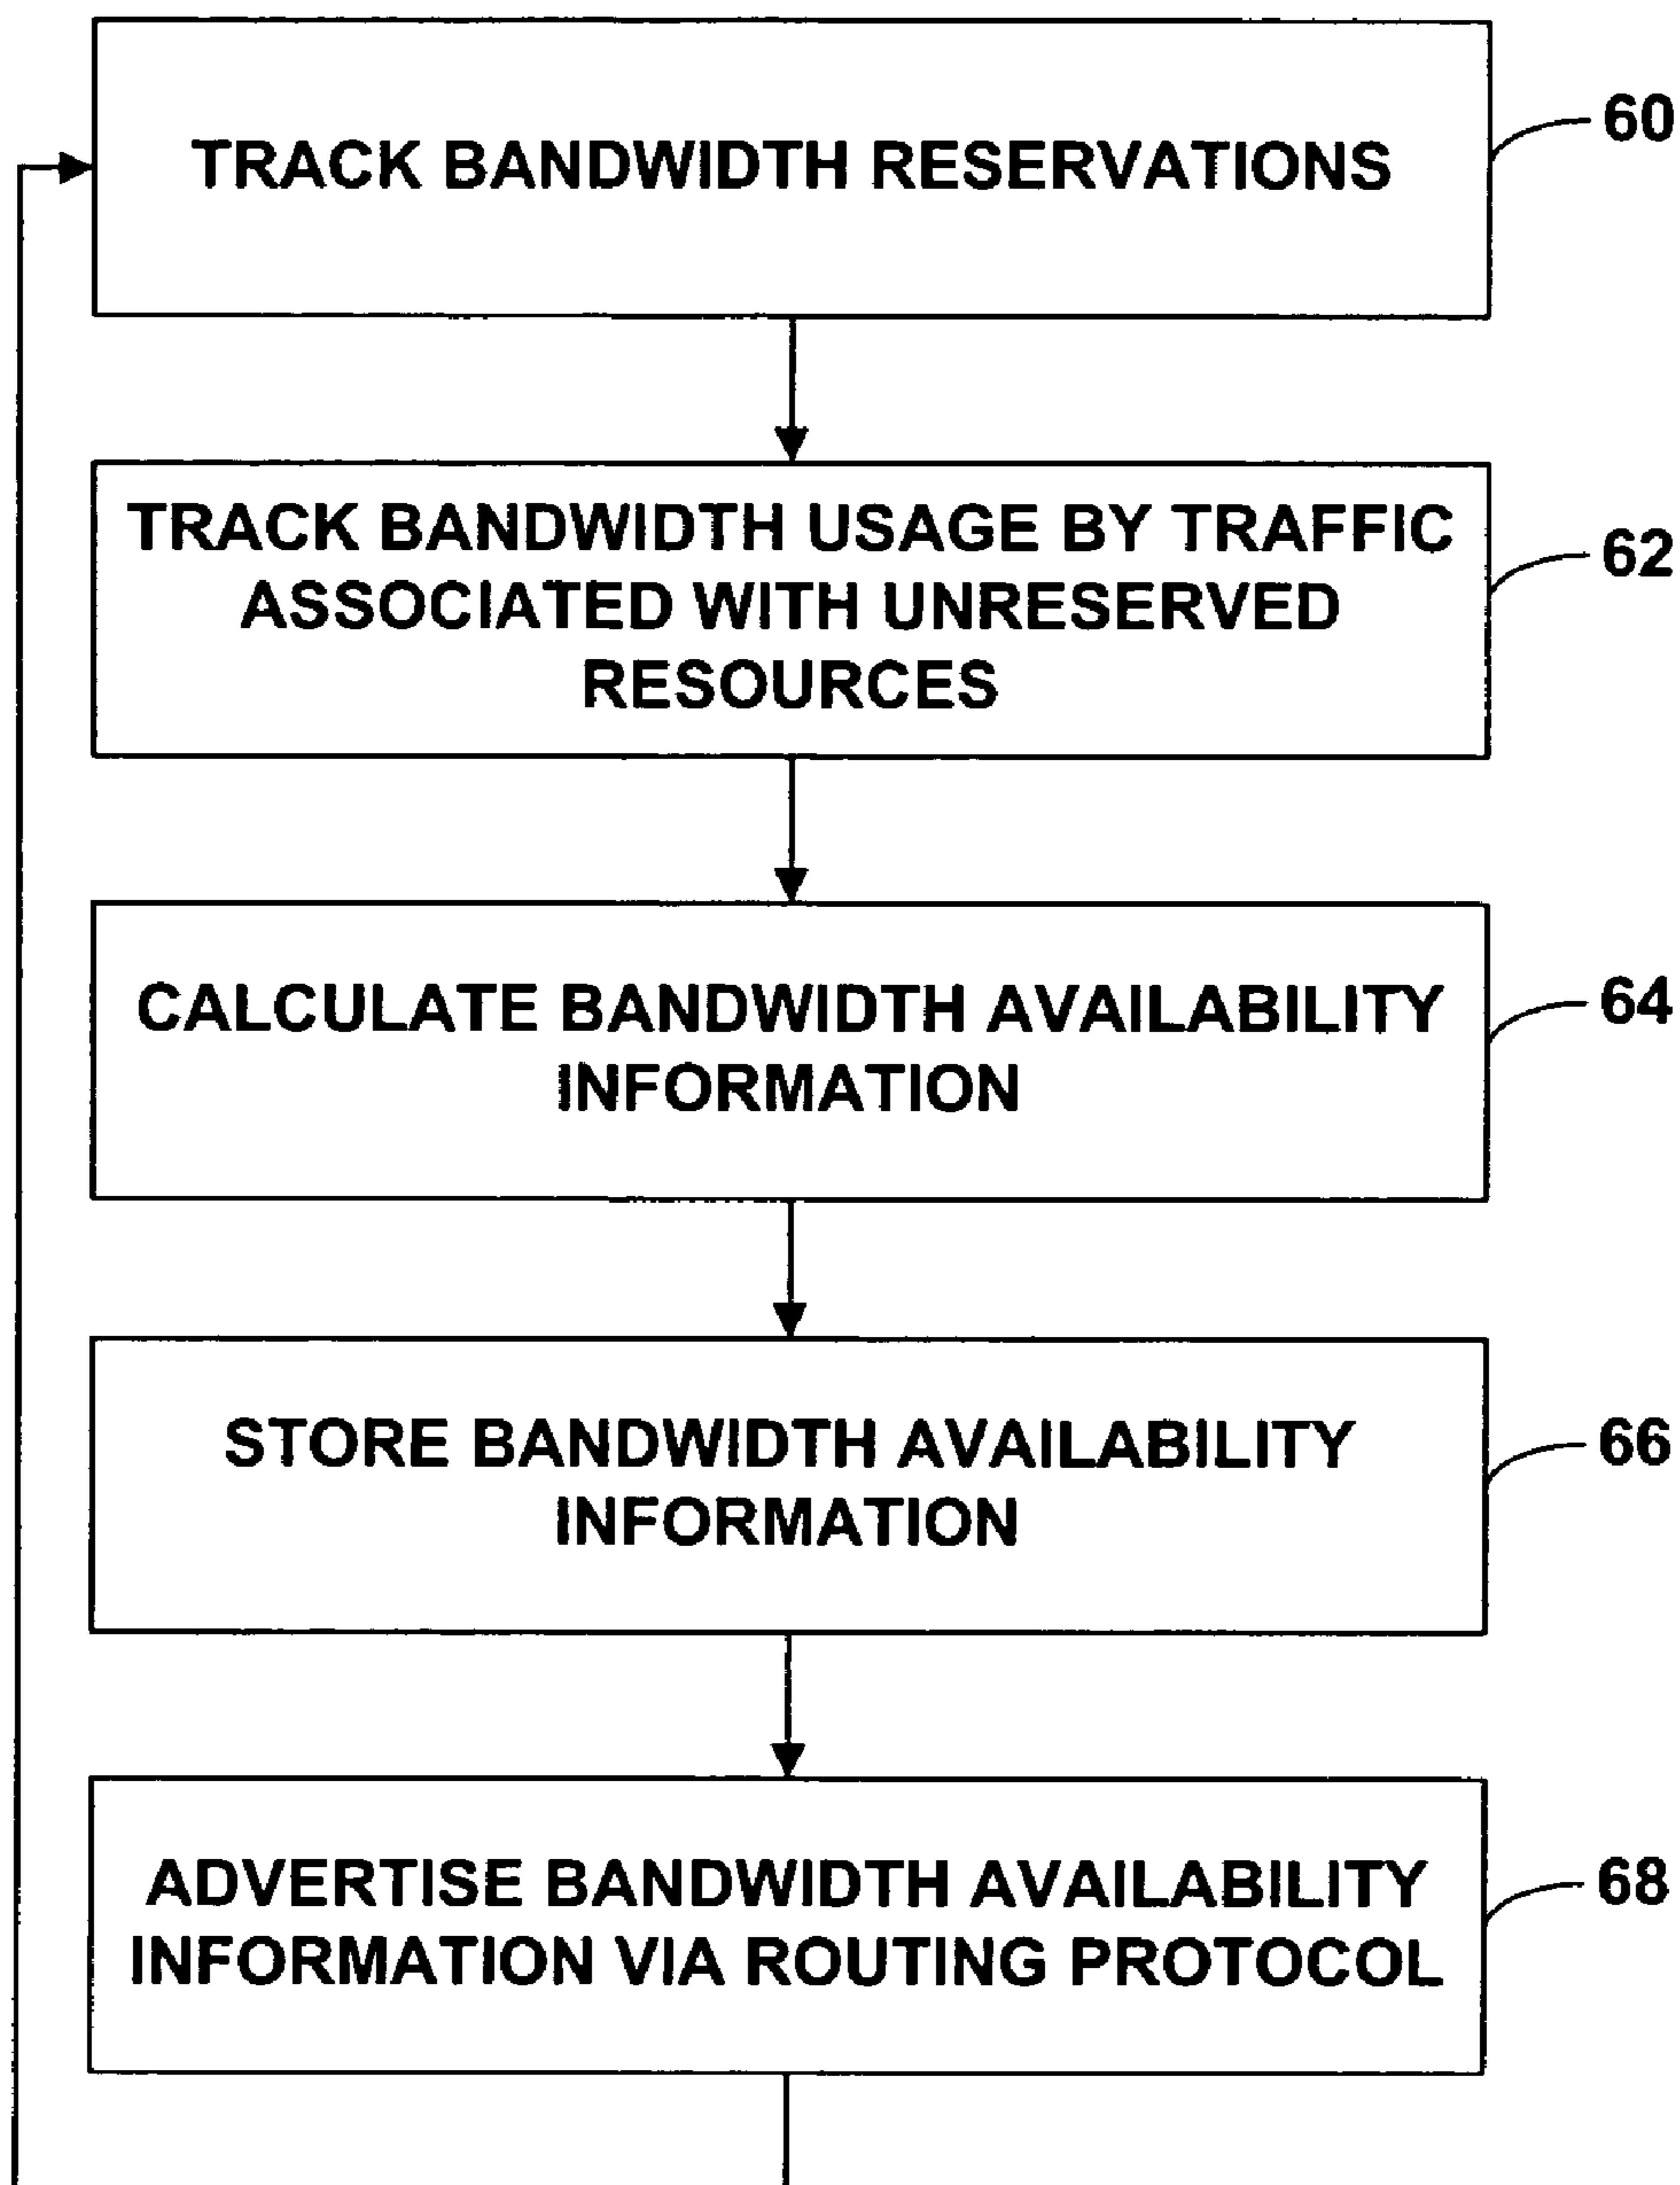 TRACK BANDWIDTH RESERVATIONS
60
TRACK BANDWIDTH USAGE BY TRAFFIC
ASSOCIATED WITH UNRESERVED
RESOURCES
62
CALCULATE BANDWIDTH AVAILABILITY
INFORMATION
64
STORE BANDWIDTH AVAILABILITY
INFORMATION
66
ADVERTISE BANDWIDTH AVAILABILITY
INFORMATION VIA ROUTING PROTOCOL
68